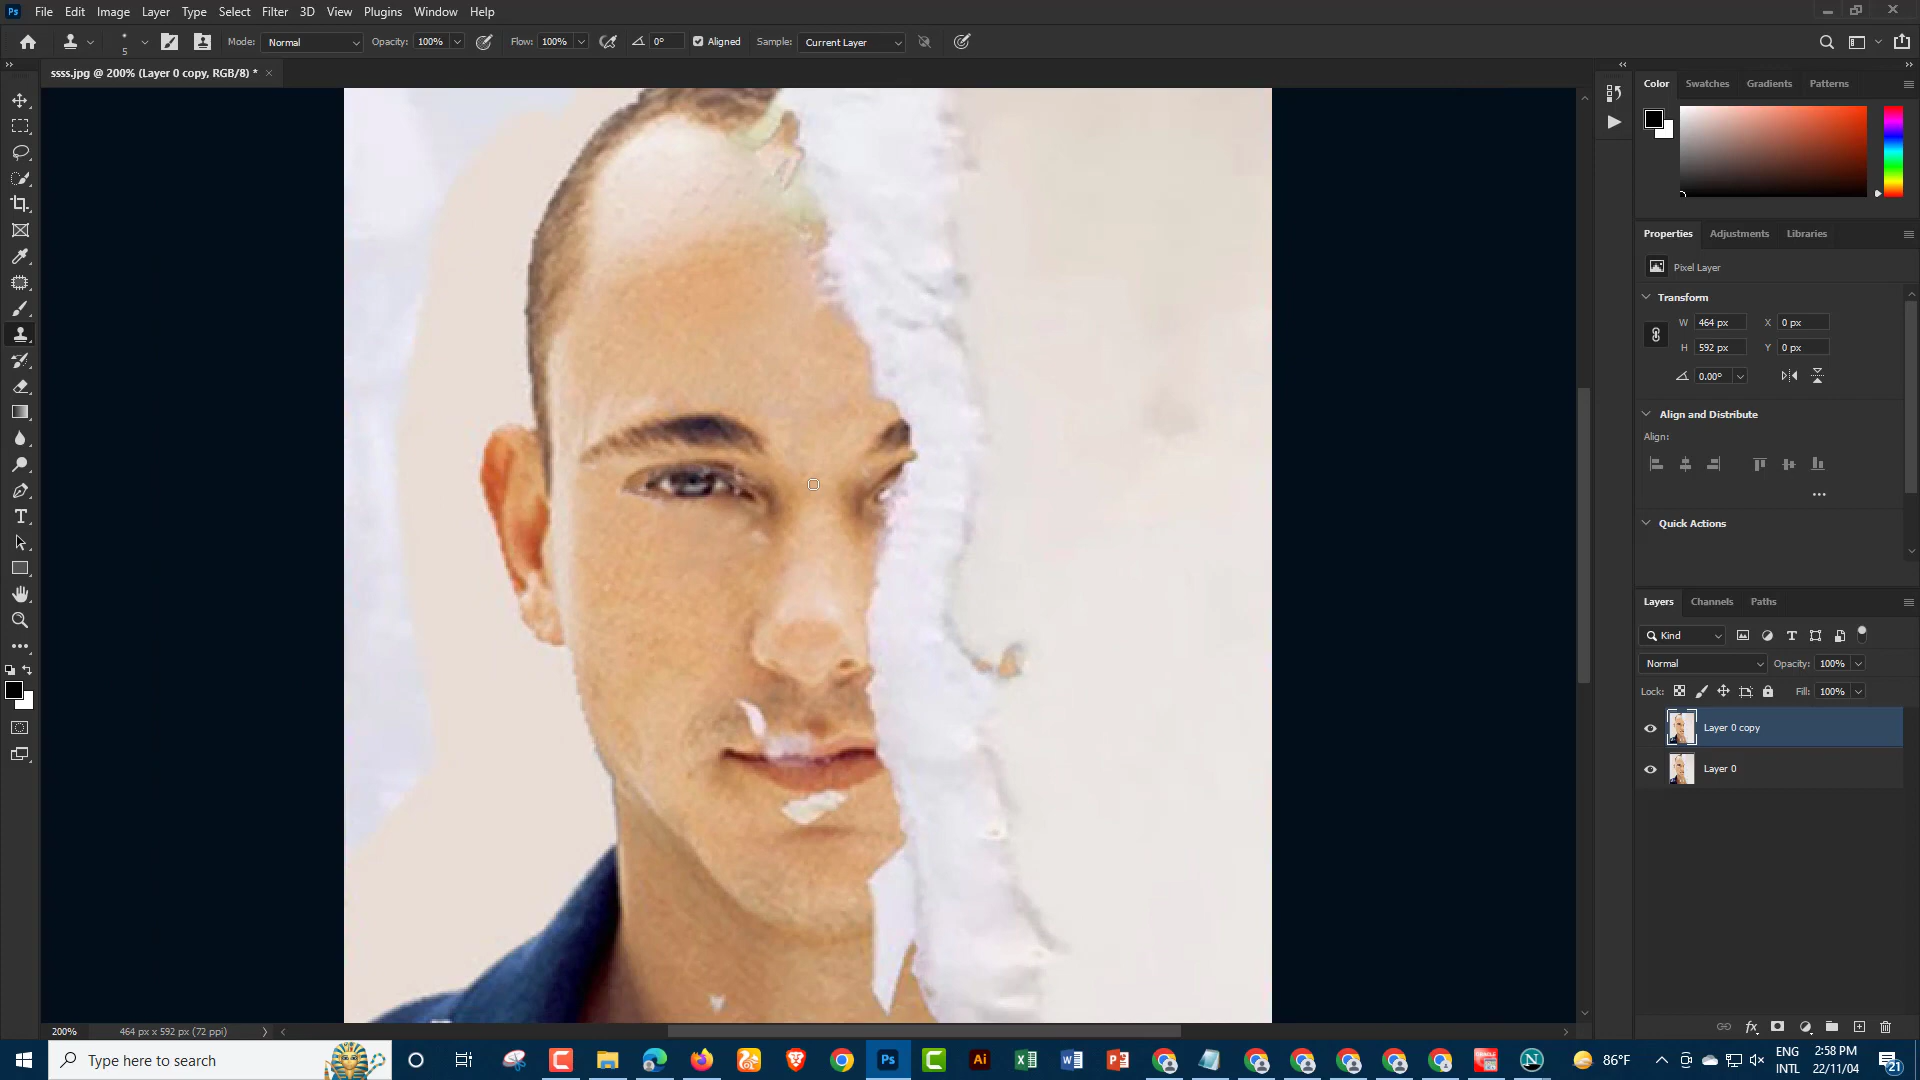 Ps File Edit Image Layer Type Select Filter 3D View Plugins Window Help
5 Mode: Normal Opacity: 100% Flow: 100% 0° Aligned Sample: Current Layer
ssss.jpg @ 200% (Layer 0 copy, RGB/8) * ×
Color Swatches Gradients Patterns
Properties Adjustments Libraries
Pixel Layer
Transform
W 464 px X 0 px
H 592 px Y 0 px
0.00°
Align and Distribute
Align:
Quick Actions
Layers Channels Paths
Kind
Normal Opacity: 100%
Lock: Fill: 100%
Layer 0 copy
Layer 0
fx
200% 464 px x 592 px (72 ppi)
Type here to search
Ps Ai
86°F
ENG
INTL
2:58 PM
22/11/04
21